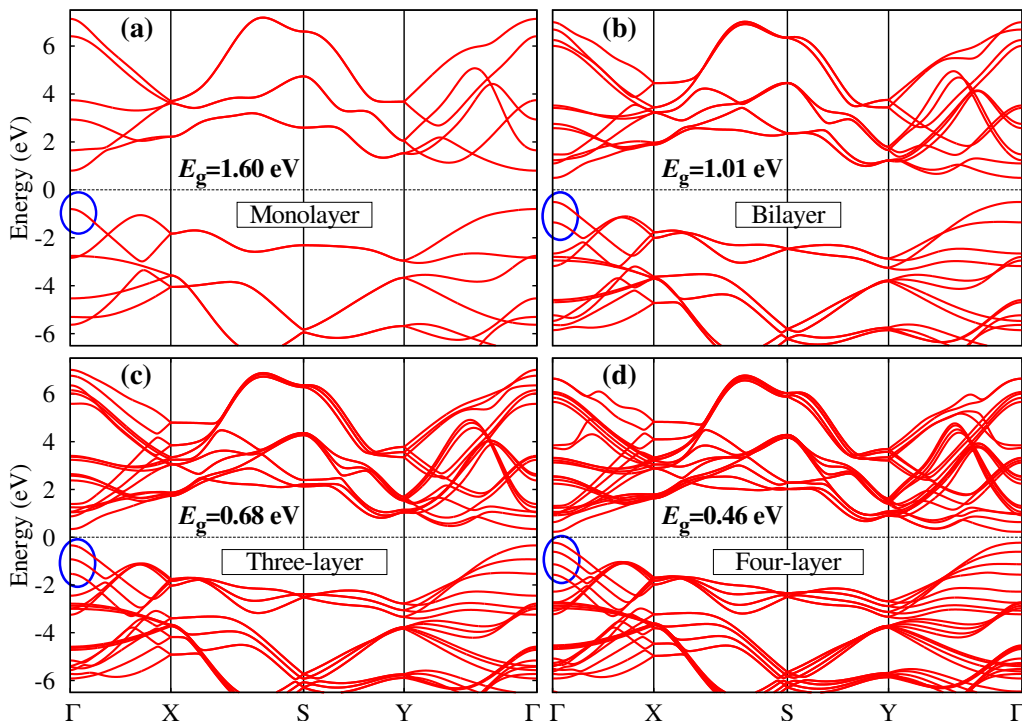 (a)
(b)
6
4
2
0
-2
-4
-6
Energy (eV)
E_g=1.60 eV
E_g=1.01 eV
Monolayer
Bilayer
(c)
(d)
6
4
2
0
-2
-4
-6
Energy (eV)
E_g=0.68 eV
E_g=0.46 eV
Three-layer
Four-layer
Γ X S Y Γ Γ X S Y Γ